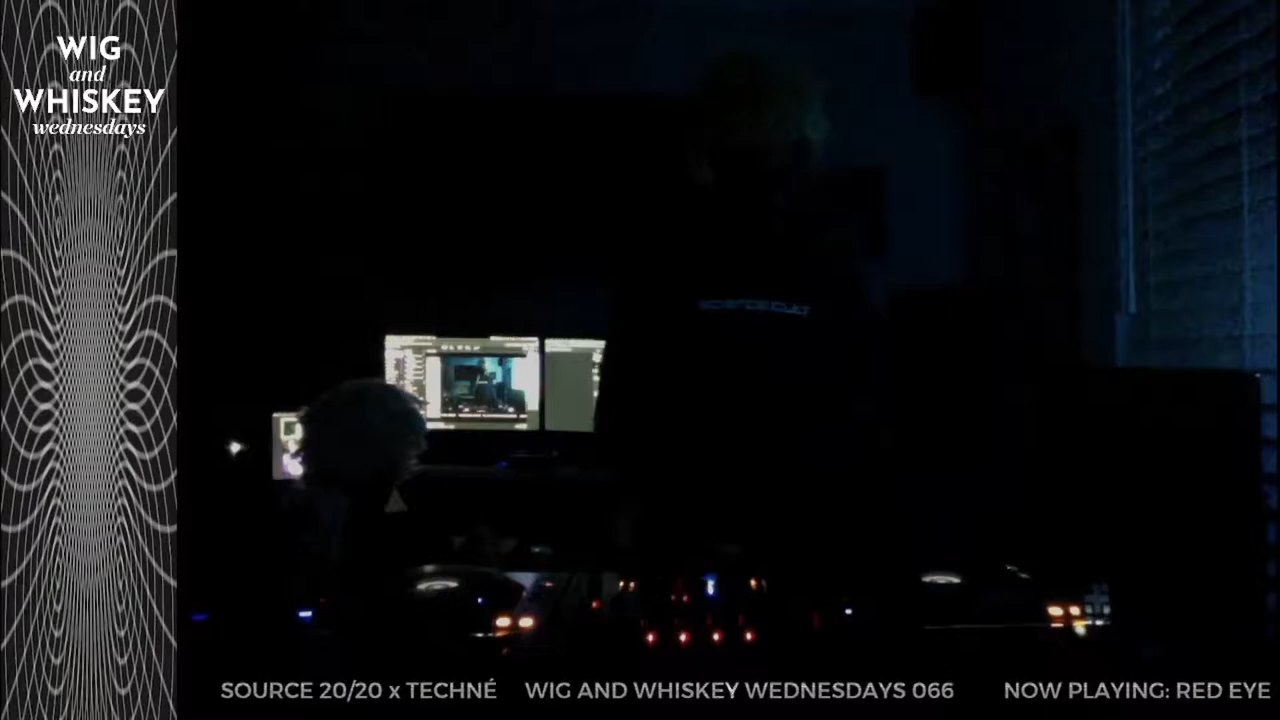 WIG
and
WHISKEY
wednesdays
SOURCE 20/20 x TECHNÉ WIG AND WHISKEY WEDNESDAYS 066 NOW PLAYING: RED EYE